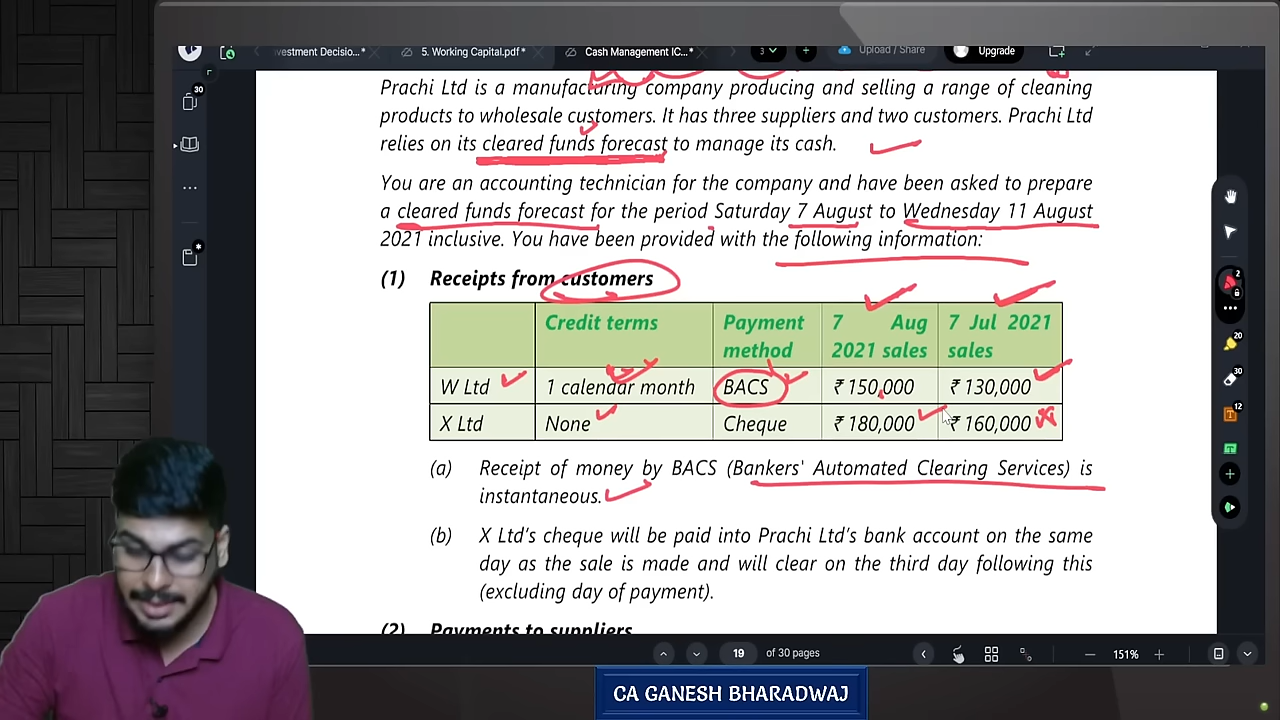 nvestment Decisio...*
5. Working Capital.pdf*
Cash Management IC...*
3
Upload / Share
Upgrade
30
Prachi Ltd is a manufacturing company producing and selling a range of cleaning
products to wholesale customers. It has three suppliers and two customers. Prachi Ltd
relies on its cleared funds forecast to manage its cash.
You are an accounting technician for the company and have been asked to prepare
a cleared funds forecast for the period Saturday 7 August to Wednesday 11 August
2021 inclusive. You have been provided with the following information:
(1) Receipts from customers
Credit terms Payment method 7 Aug 2021 sales 7 Jul 2021 sales
W Ltd 1 calendar month BACS ₹ 150,000 ₹ 130,000
X Ltd None Cheque ₹ 180,000 ₹ 160,000
(a) Receipt of money by BACS (Bankers' Automated Clearing Services) is
instantaneous.
(b) X Ltd's cheque will be paid into Prachi Ltd's bank account on the same
day as the sale is made and will clear on the third day following this
(excluding day of payment).
(2) Payments to suppliers
2
20
30
12
19 of 30 pages
151%
CA GANESH BHARADWAJ